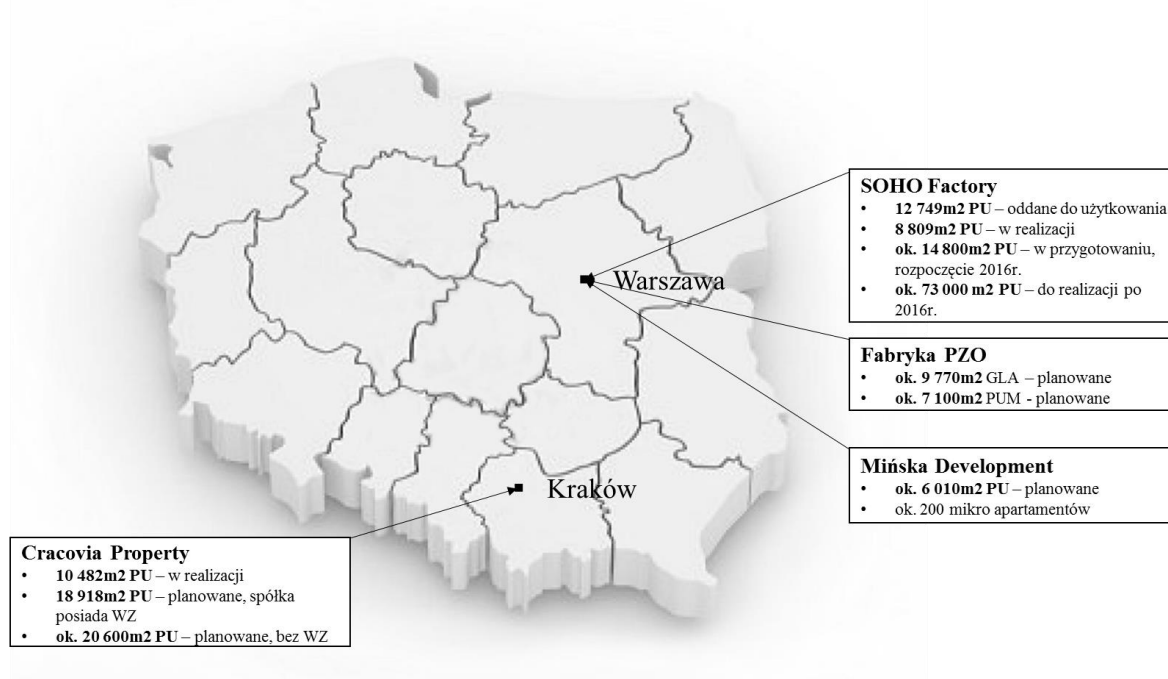 SOHO Factory
• 12 749m2 PU – oddane do użytkowania
• 8 809m2 PU – w realizacji
• ok. 14 800m2 PU – w przygotowaniu,
rozpoczęcie 2016r.
• ok. 73 000 m2 PU – do realizacji po
2016r.
Warszawa
Fabryka PZO
• ok. 9 770m2 GLA – planowane
• ok. 7 100m2 PUM - planowane
Mińska Development
• ok. 6 010m2 PU – planowane
• ok. 200 mikro apartamentów
Kraków
Cracovia Property
• 10 482m2 PU – w realizacji
• 18 918m2 PU – planowane, spółka
posiada WZ
• ok. 20 600m2 PU – planowane, bez WZ